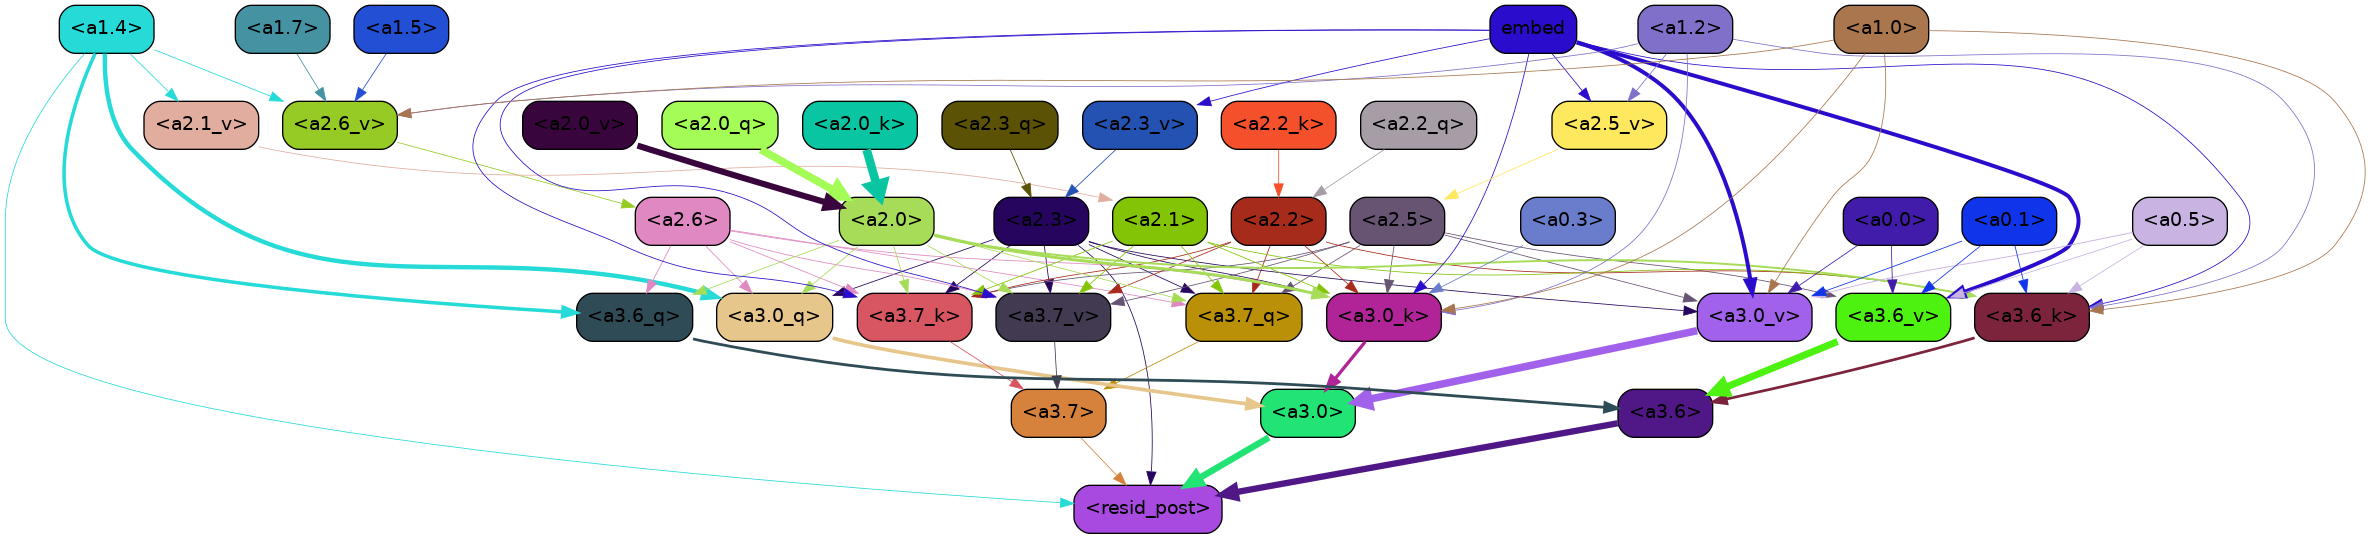 <a1.4>
<a1.7>
<a1.5>
embed
<a1.2>
<a1.0>
<a2.1_v>
<a2.6_v>
<a2.0_v>
<a2.0_q>
<a2.0_k>
<a2.3_q>
<a2.3_v>
<a2.2_k>
<a2.2_q>
<a2.5_v>
<a2.6>
<a2.0>
<a2.3>
<a2.1>
<a2.2>
<a2.5>
<a0.3>
<a0.0>
<a0.1>
<a0.5>
<a3.6_q>
<a3.0_q>
<a3.7_k>
<a3.7_v>
<a3.7_q>
<a3.0_k>
<a3.0_v>
<a3.6_v>
<a3.6_k>
<a3.7>
<a3.0>
<a3.6>
<resid_post>